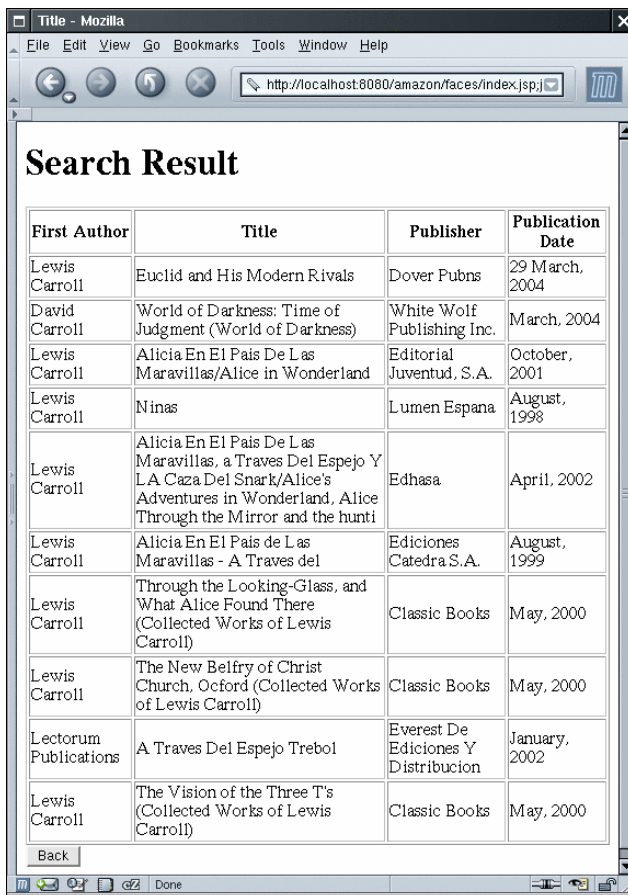 Title - Mozilla
File Edit View Go Bookmarks Tools Window Help
http://localhost:8080/amazon/faces/index.jsp;j
Search Result
First Author Title Publisher Publication
Date
Lewis
Carroll Euclid and His Modern Rivals Dover Pubns 29 March,
2004
David
Carroll World of Darkness: Time of
Judgment (World of Darkness) White Wolf
Publishing Inc. March, 2004
Lewis
Carroll Alicia En El Pais De Las
Maravillas/Alice in Wonderland Editorial
Juventud, S.A. October,
2001
Lewis
Carroll Ninas Lumen Espana August,
1998
Lewis
Carroll Alicia En El Pais De Las
Maravillas, a Traves Del Espejo Y
LA Caza Del Snark/Alice's
Adventures in Wonderland, Alice
Through the Mirror and the hunti Edhasa April, 2002
Lewis
Carroll Alicia En El Pais de Las
Maravillas - A Traves del Ediciones
Catedra S.A. August,
1999
Lewis
Carroll Through the Looking-Glass, and
What Alice Found There
(Collected Works of Lewis
Carroll) Classic Books May, 2000
Lewis
Carroll The New Belfry of Christ
Church, Ocford (Collected Works
of Lewis Carroll) Classic Books May, 2000
Lectorum
Publications A Traves Del Espejo Trebol Everest De
Ediciones Y
Distribucion January,
2002
Lewis
Carroll The Vision of the Three T's
(Collected Works of Lewis
Carroll) Classic Books May, 2000
Back
Done